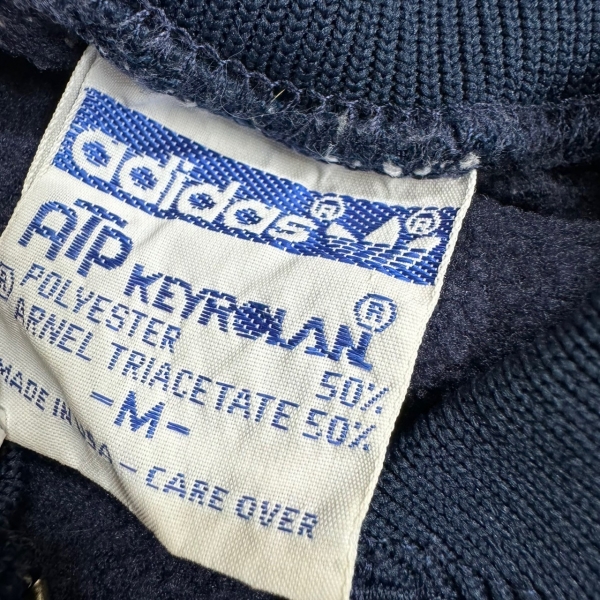 adidas®
ATP KEYROLAN®
POLYESTER 50%
® ARNEL TRIACETATE 50%
-M-
MADE IN USA - CARE OVER